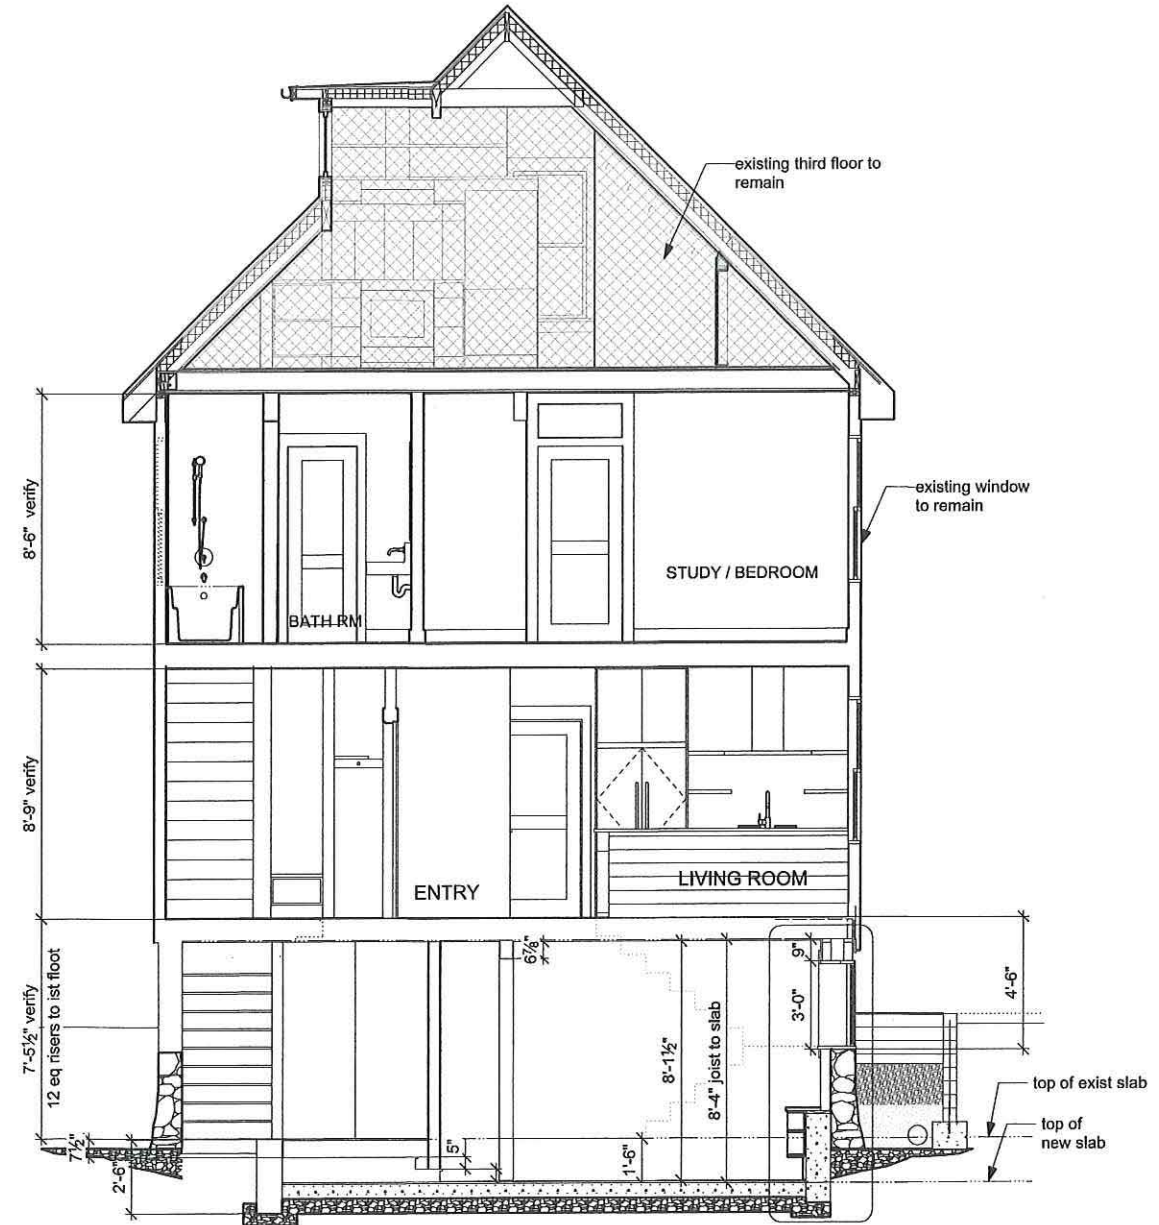 existing third floor to
remain
8'-6" verify
existing window
to remain
STUDY / BEDROOM
BATH RM
8'-9" verify
ENTRY
LIVING ROOM
7'-5½" verify
12 eq risers to ist floot
6⅞"
9"
3'-0"
4'-6"
8'-1½"
8'-4" joist to slab
top of exist slab
top of
new slab
7½"
2'-6"
5"
1'-6"